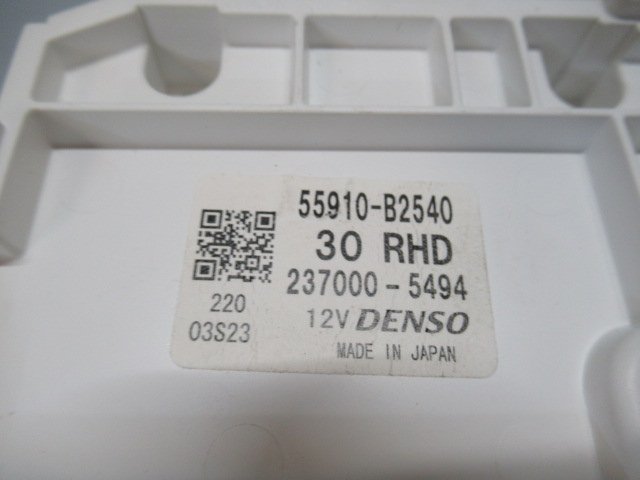 55910-B2540
30 RHD
237000-5494
220
03S23
12V DENSO
MADE IN JAPAN